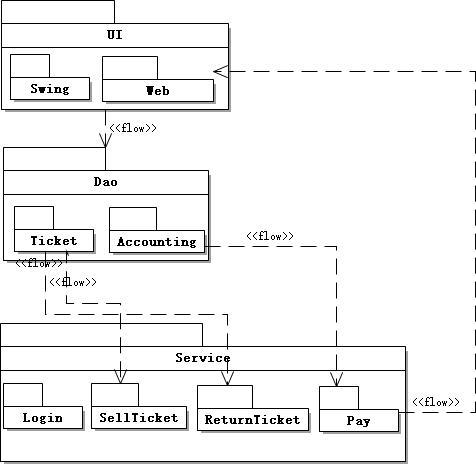 UI
Swing
Web
<<flow>>
Dao
Ticket
Accounting
<<flow>>
<<flow>>
<<flow>>
Service
Login
SellTicket
ReturnTicket
Pay
<<flow>>